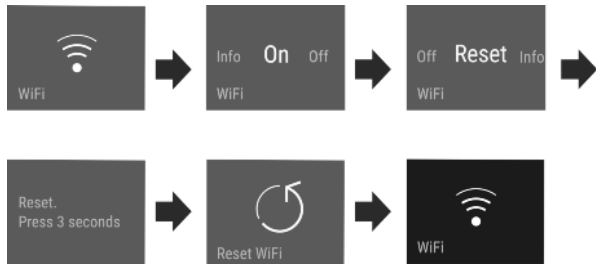 WiFi
Info On Off
WiFi
Off Reset Info
WiFi
Reset.
Press 3 seconds
Reset WiFi
WiFi